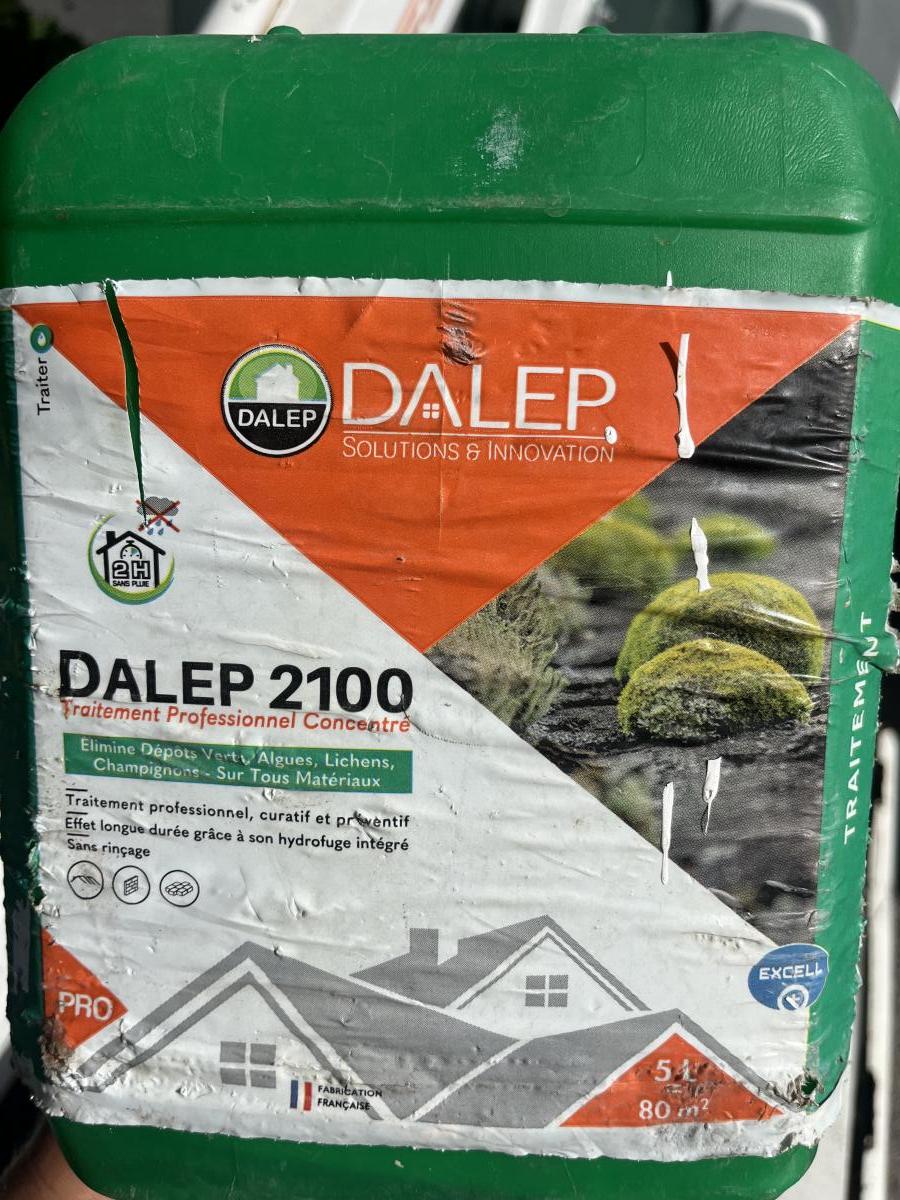 Traiter
DALEP
DALEP
SOLUTIONS & INNOVATION
2H
SANS PLUIE
DALEP 2100
Traitement Professionnel Concentré
Elimine Dépôts Verts, Algues, Lichens,
Champignons - Sur Tous Matériaux
Traitement professionnel, curatif et préventif
Effet longue durée grâce à son hydrofuge intégré
Sans rinçage
TRAITEMENT
EXCELL
PRO
FABRICATION
FRANÇAISE
5 L
80 m²